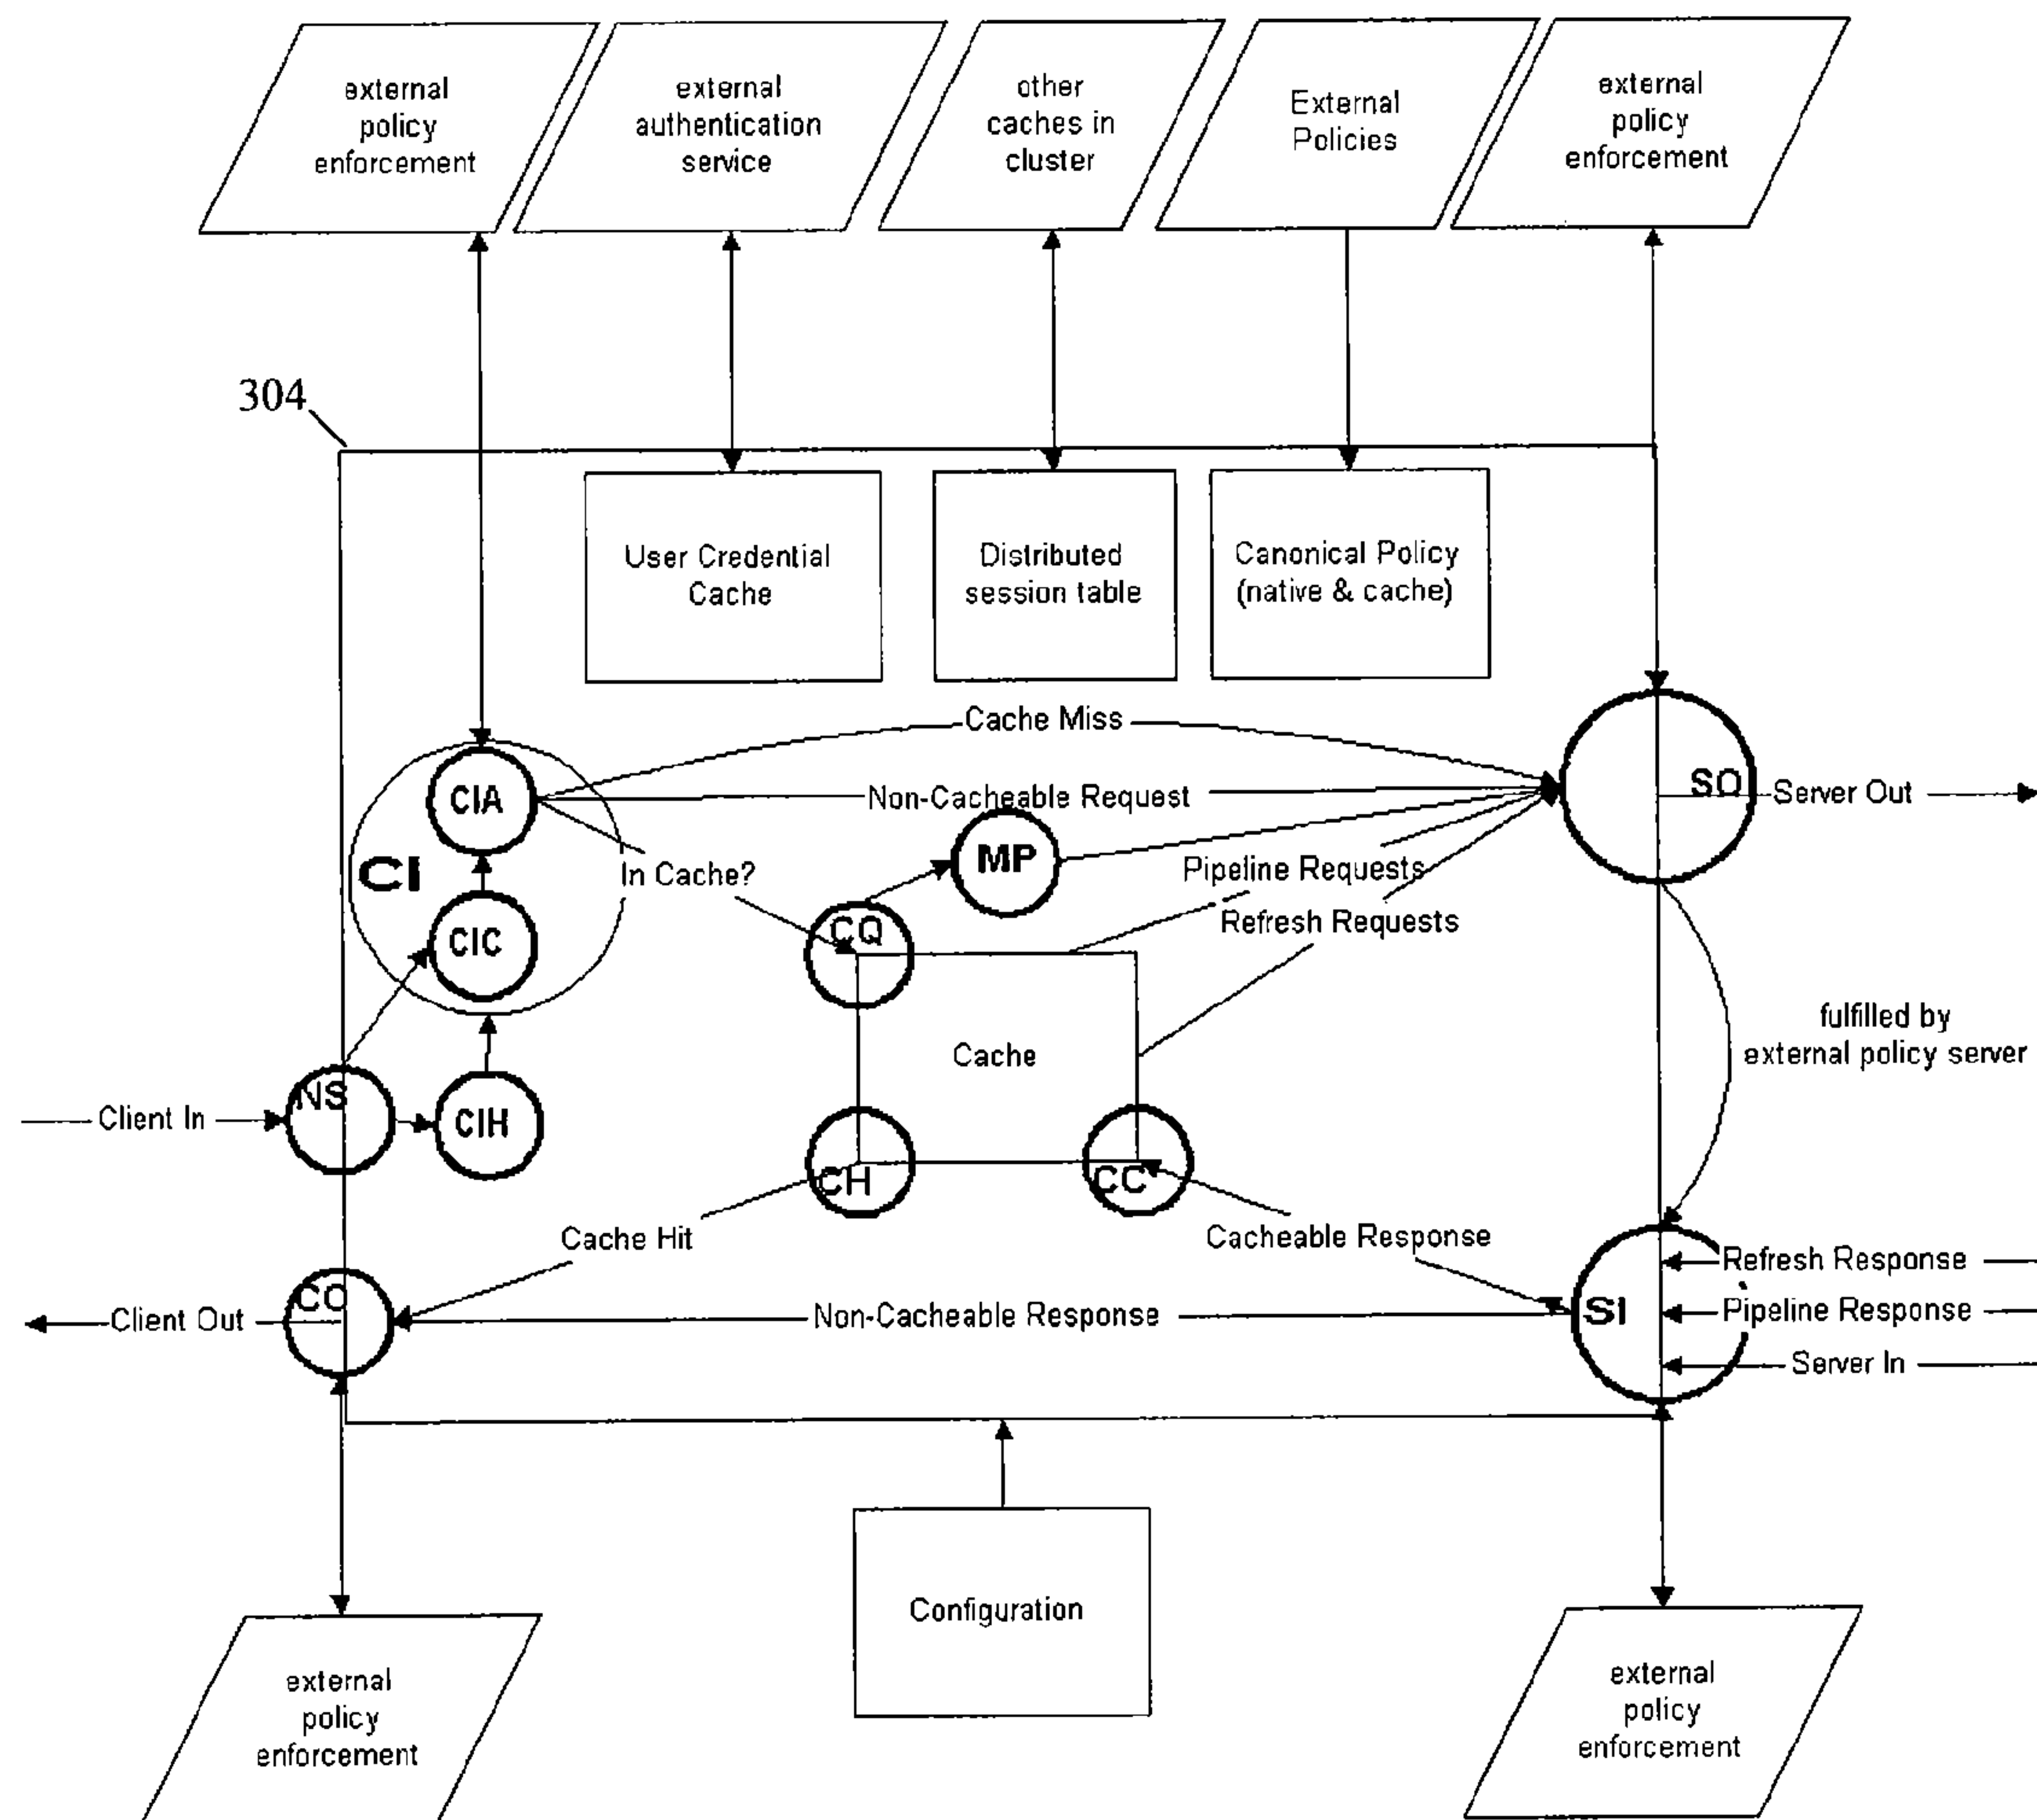 external
policy
enforcement
external
authentication
service
other
caches in
cluster
External
Policies
external
policy
enforcement
304
User Credential
Cache
Distributed
session table
Canonical Policy
(native & cache)
Cache Miss
CIA
Non-Cacheable Request
SO
Server Out
CI
In Cache?
MP
Pipeline Requests
CIC
CQ
Refresh Requests
Cache
fulfilled by
external policy server
Client In
NS
CIH
CH
CC
Cache Hit
Cacheable Response
Refresh Response
Client Out
CO
Non-Cacheable Response
SI
Pipeline Response
Server In
Configuration
external
policy
enforcement
external
policy
enforcement